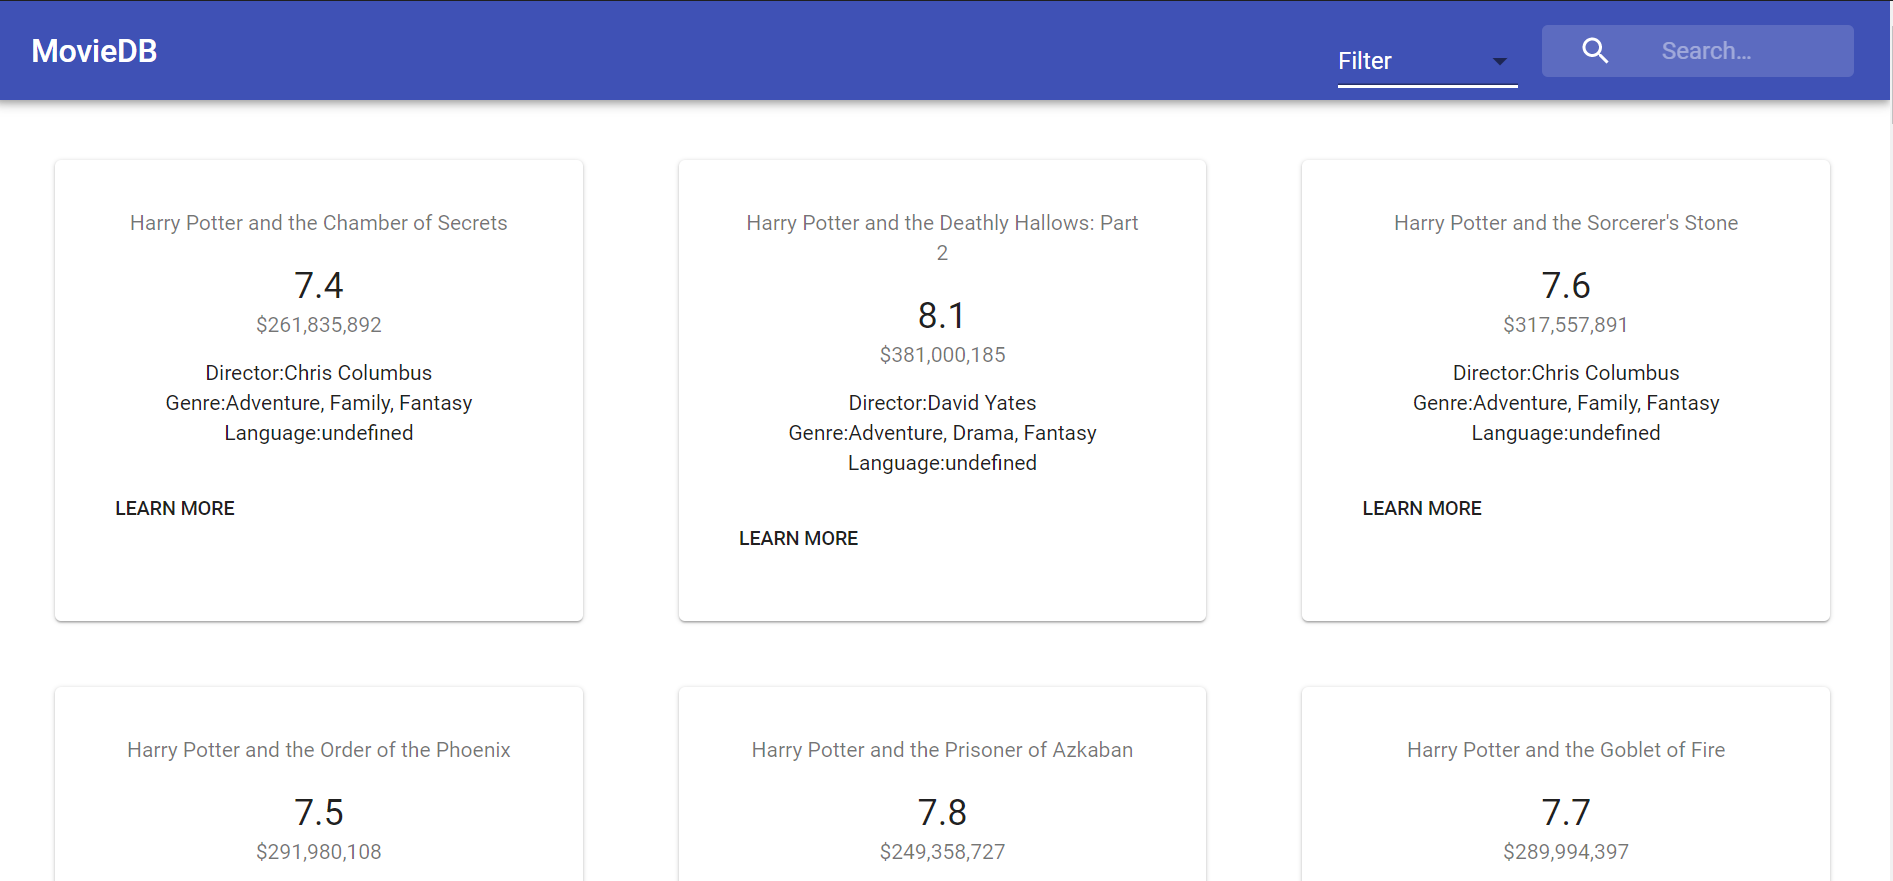 MovieDB
Filter
Search...
Harry Potter and the Chamber of Secrets
7.4
$261,835,892
Director:Chris Columbus
Genre:Adventure, Family, Fantasy
Language:undefined
LEARN MORE
Harry Potter and the Deathly Hallows: Part
2
8.1
$381,000,185
Director:David Yates
Genre:Adventure, Drama, Fantasy
Language:undefined
LEARN MORE
Harry Potter and the Sorcerer's Stone
7.6
$317,557,891
Director:Chris Columbus
Genre:Adventure, Family, Fantasy
Language:undefined
LEARN MORE
Harry Potter and the Order of the Phoenix
7.5
$291,980,108
Harry Potter and the Prisoner of Azkaban
7.8
$249,358,727
Harry Potter and the Goblet of Fire
7.7
$289,994,397